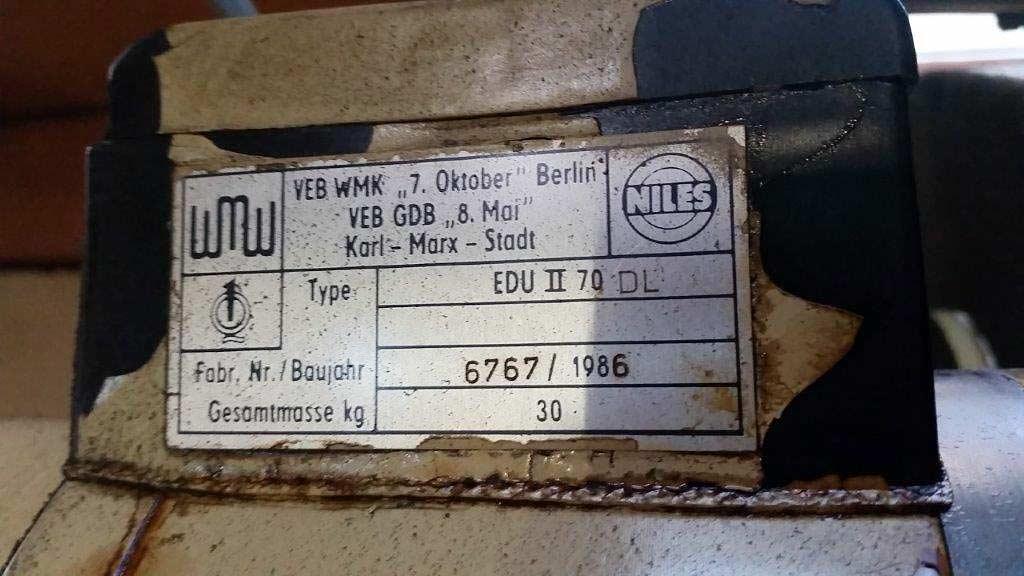 WMW
VEB WMK „7. Oktober" Berlin
VEB GDB „8. Mai"
Karl-Marx-Stadt
NILES
Type EDU II 70 DL
Fabr. Nr./Baujahr 6767/1986
Gesamtmasse kg 30